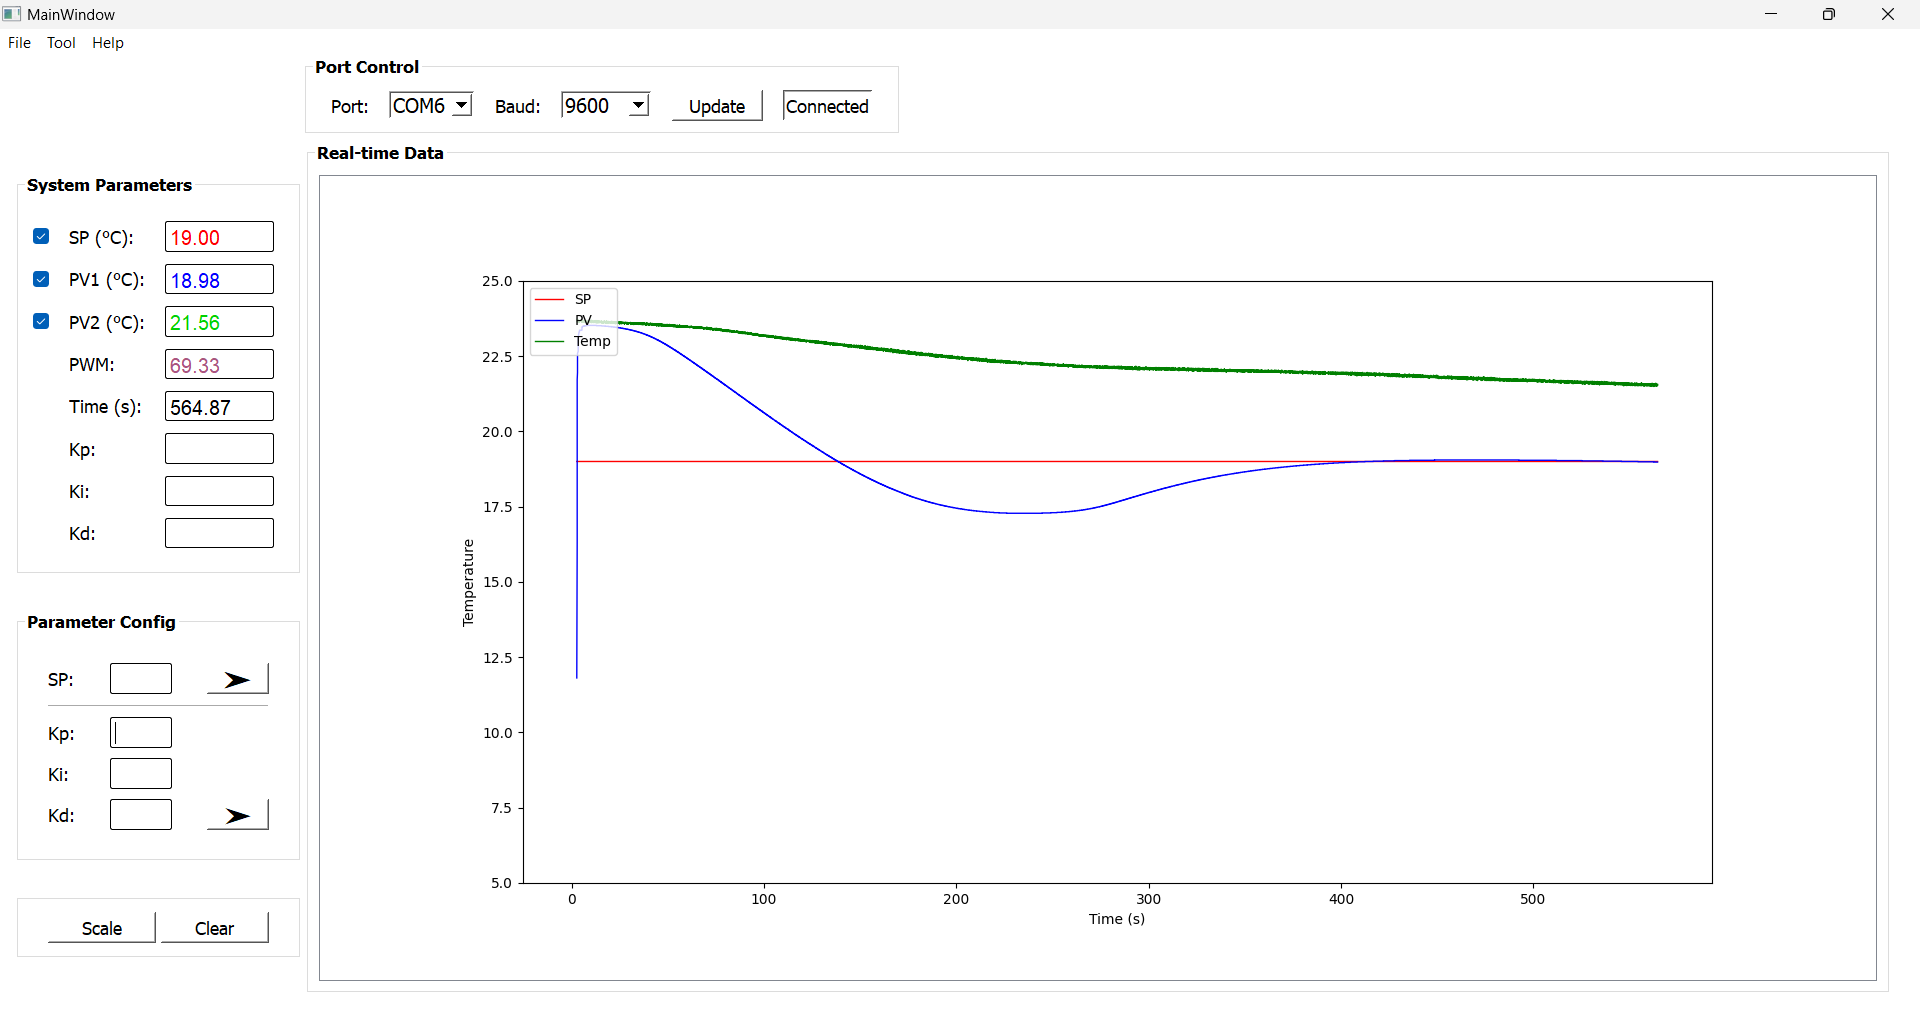 MainWindow
File Tool Help
Port Control
Port: COM6 Baud: 9600 Update Connected
Real-time Data
System Parameters
SP (ºC): 19.00
PV1 (ºC): 18.98
PV2 (ºC): 21.56
PWM: 69.33
Time (s): 564.87
Kp:
Ki:
Kd:
Parameter Config
SP:
Kp:
Ki:
Kd:
Scale Clear
SP
PV
Temp
25.0
22.5
20.0
17.5
15.0
12.5
10.0
7.5
5.0
Temperature
0 100 200 300 400 500
Time (s)